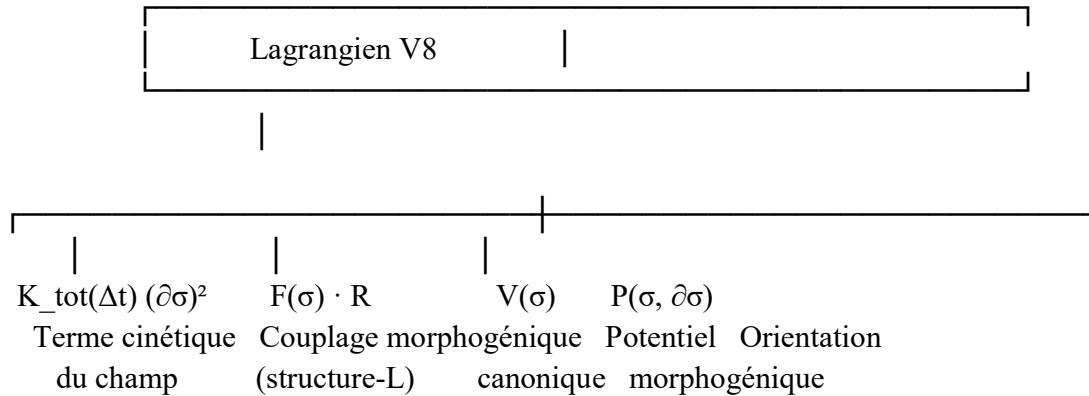 Lagrangien V8
K_tot(Δt) (∂σ)² F(σ) · R V(σ) P(σ, ∂σ)
Terme cinétique Couplage morphogénique Potentiel Orientation
du champ (structure-L) canonique morphogénique